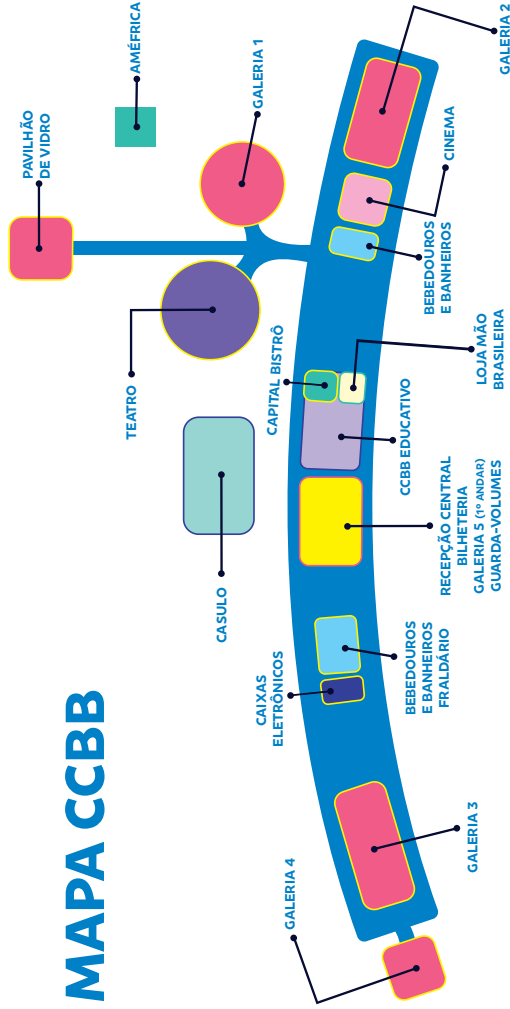 MAPA CCBB
GALERIA 4
GALERIA 3
CAIXAS
ELETRÔNICOS
BEBEDOUROS
E BANHEIROS
FRALDÁRIO
CASULO
RECEPÇÃO CENTRAL
BILHETERIA
GALERIA 5 (1º ANDAR)
GUARDA-VOLUMES
TEATRO
CAPITAL BISTRÔ
CCBB EDUCATIVO
LOJA MÃO
BRASILEIRA
PAVILHÃO
DE VIDRO
AMÉFRICA
GALERIA 1
BEBEDOUROS
E BANHEIROS
CINEMA
GALERIA 2